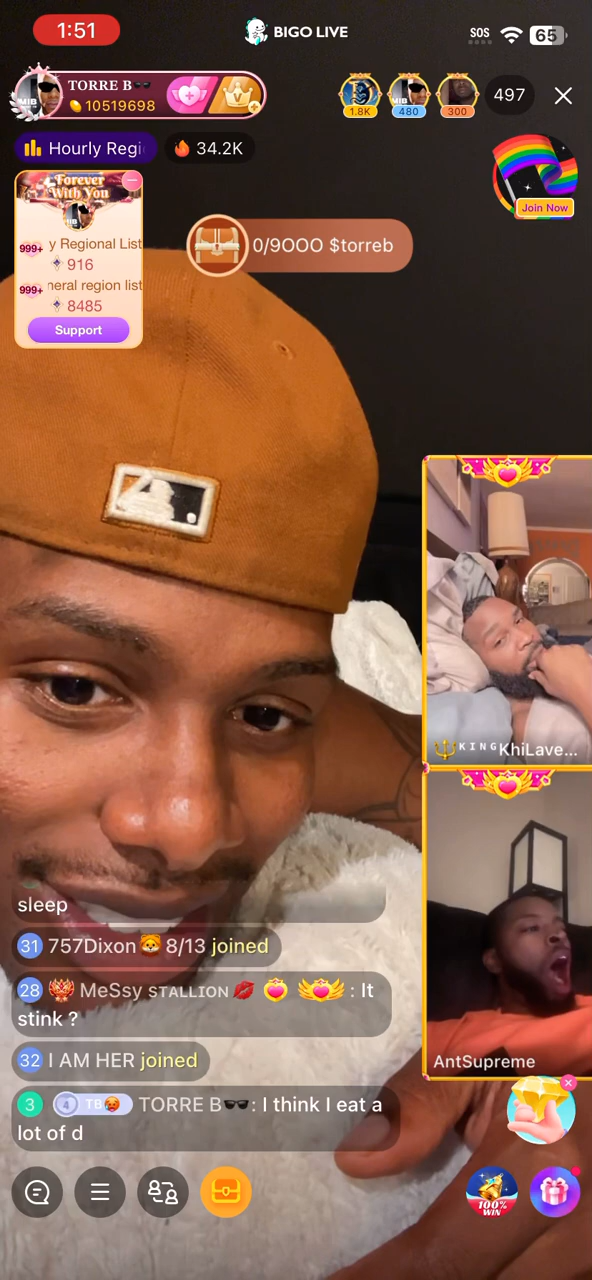 1:51
BIGO LIVE
SOS
65
TORRE B🕶️
10519698
1.8K
480
300
497
Hourly Regi
34.2K
Join Now
Forever
With You
0/9000 $torreb
999+ y Regional List
916
999+ neral region list
8485
Support
ᴷᴵᴺᴳKhiLave...
sleep
31 757Dixon🐯8/13 joined
28 MeSsy sᴛᴀʟʟɪᴏɴ💋 : It
stink ?
32 I AM HER joined
AntSupreme
3 4 TB🥵 TORRE B🕶️: I think I eat a
lot of d
100%
WIN